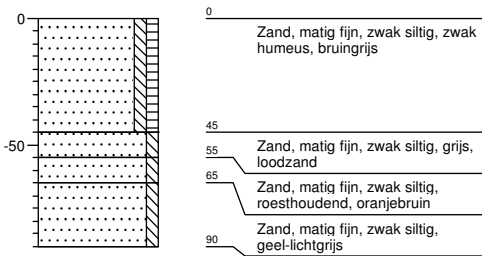 0
-50
0
Zand, matig fijn, zwak siltig, zwak
humeus, bruingrijs
45
Zand, matig fijn, zwak siltig, grijs,
loodzand
55
65
Zand, matig fijn, zwak siltig,
roesthoudend, oranjebruin
90
Zand, matig fijn, zwak siltig,
geel-lichtgrijs